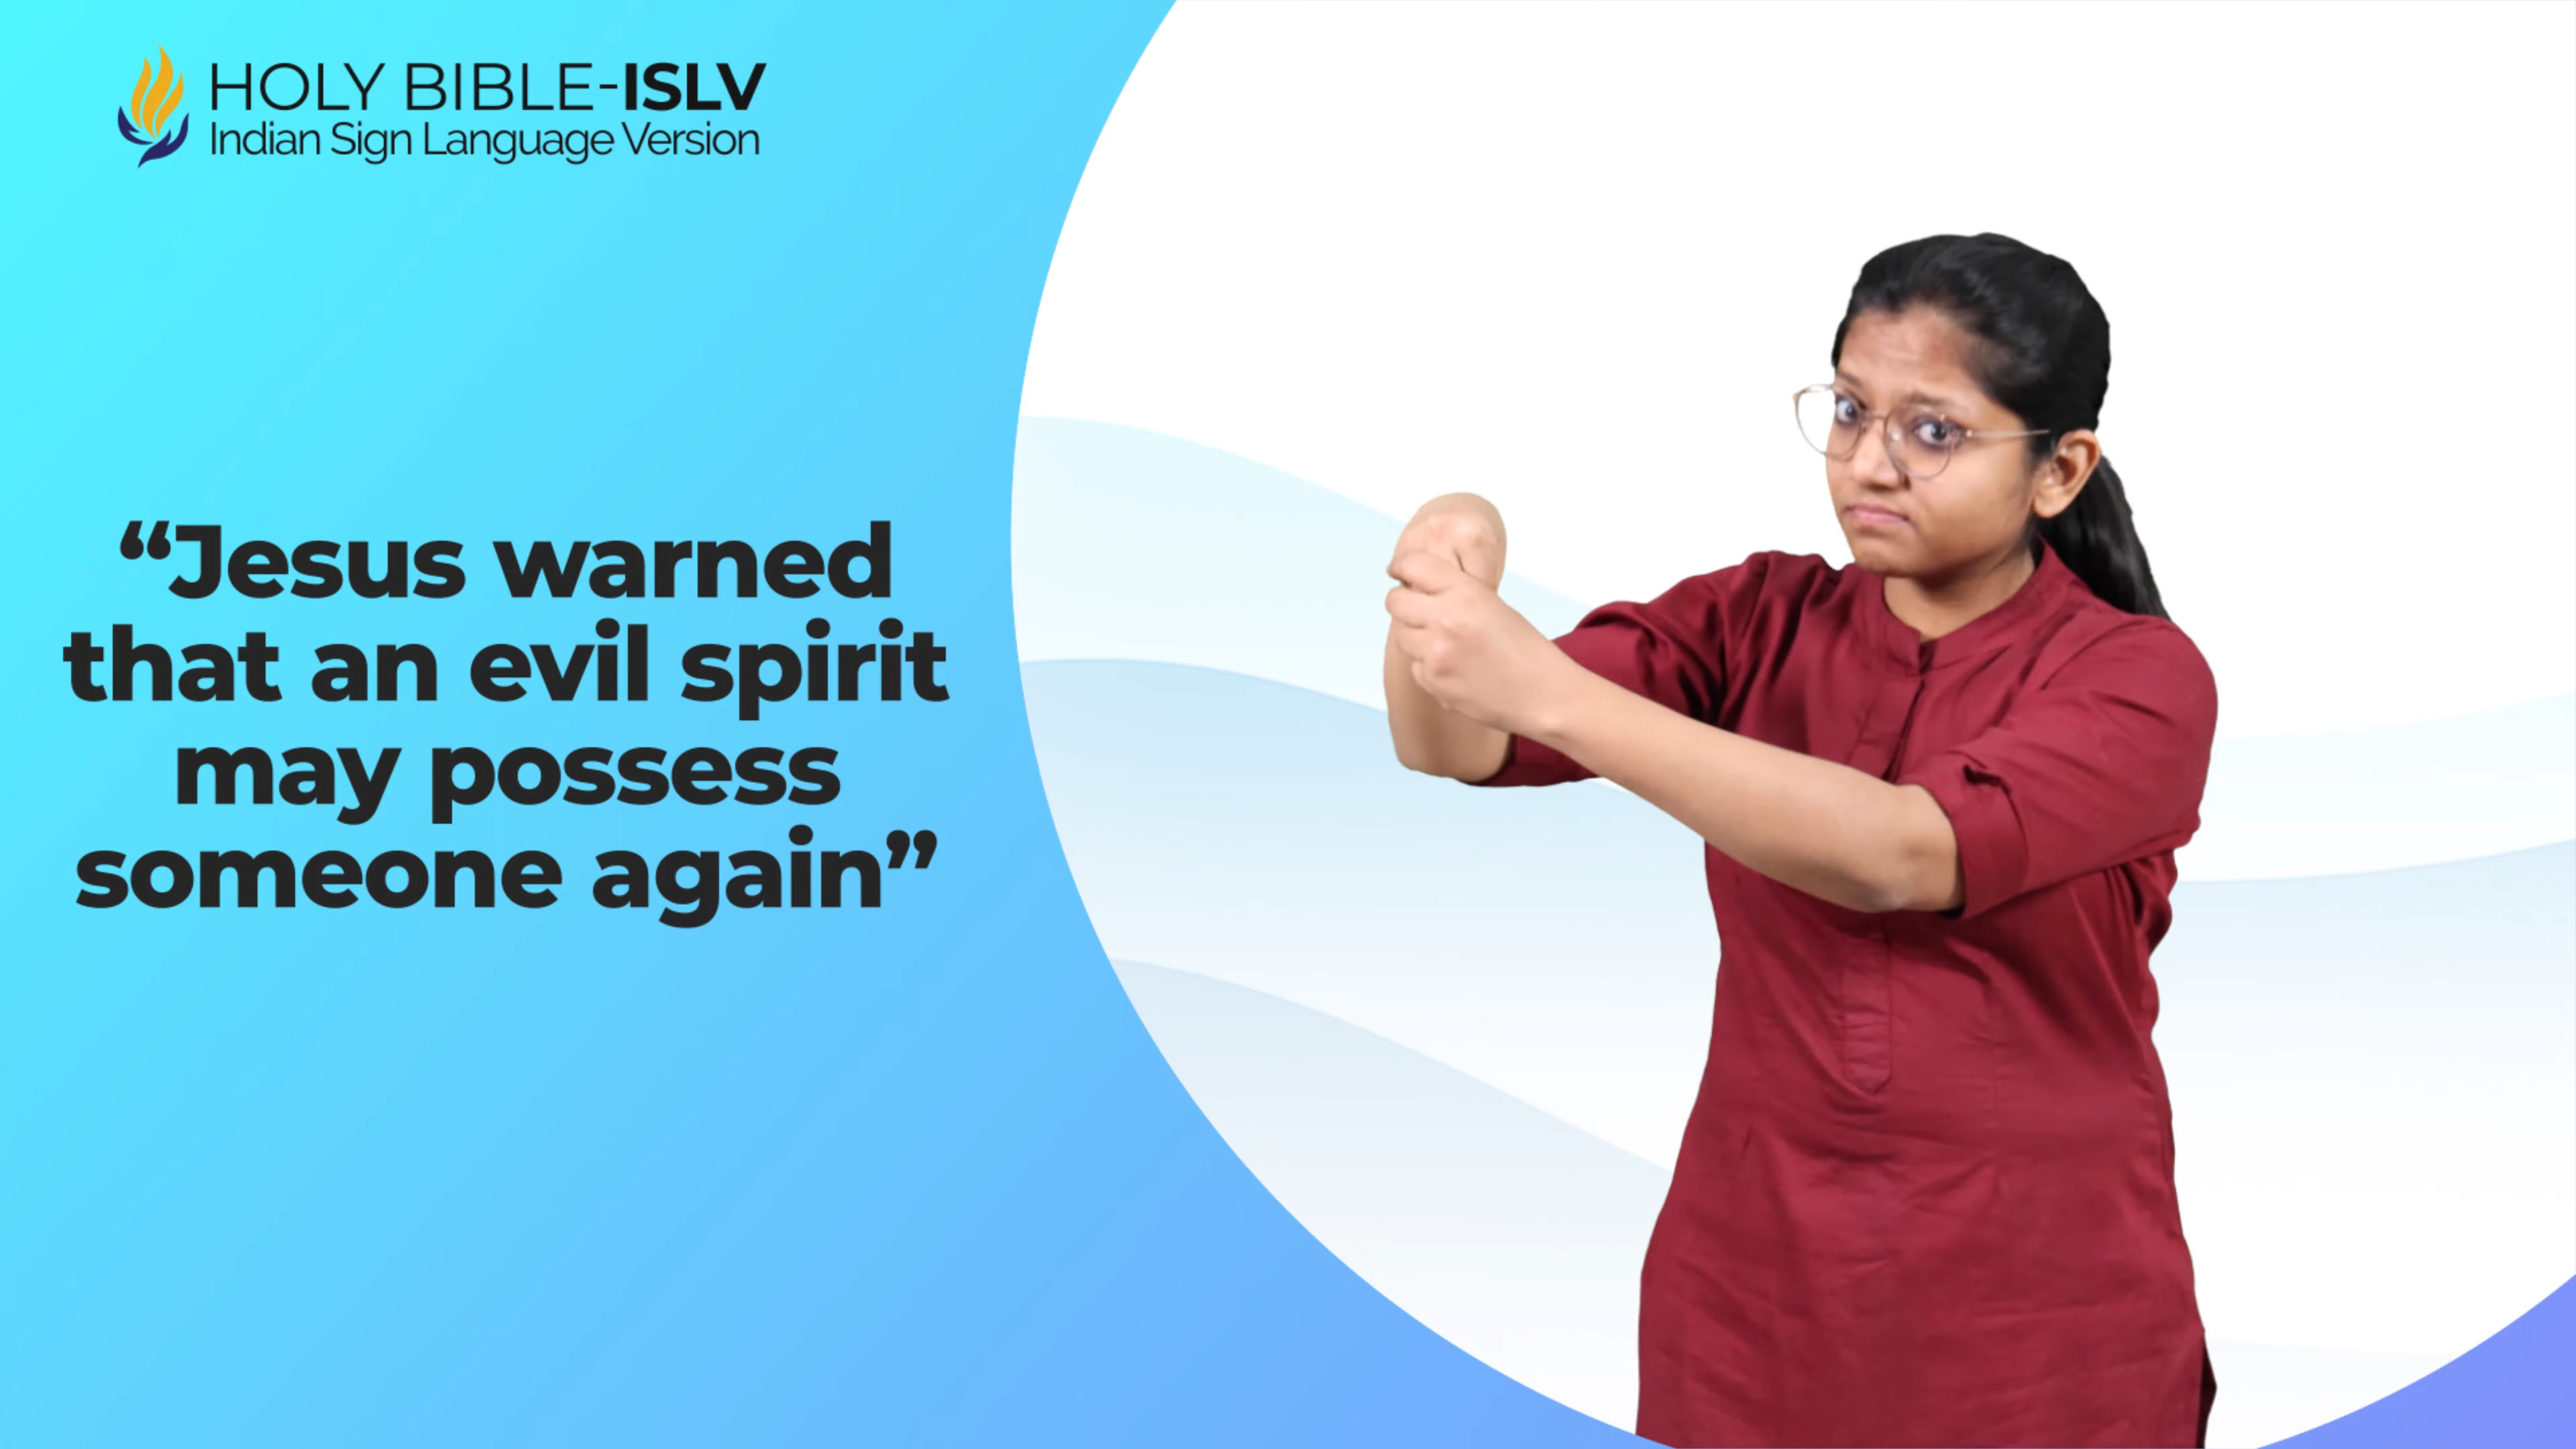 HOLY BIBLE-ISLV
Indian Sign Language Version
“Jesus warned
that an evil spirit
may possess
someone again”